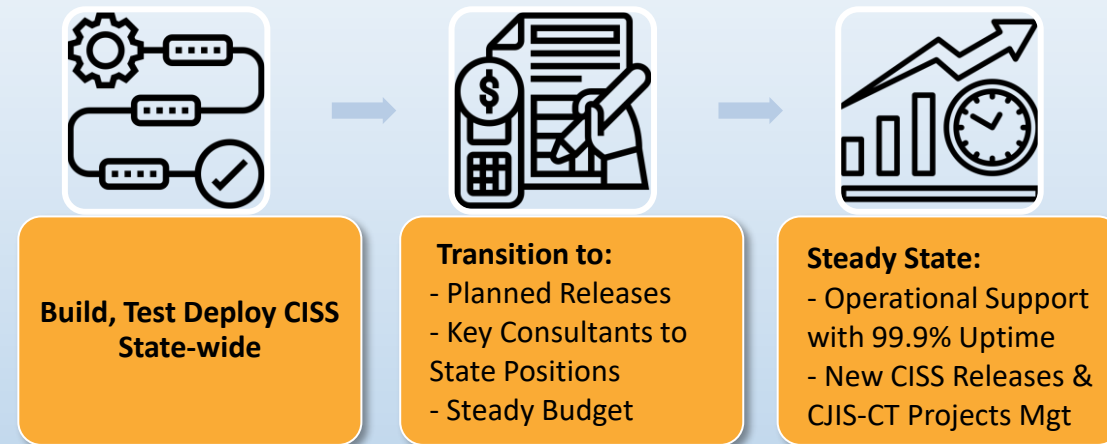 Build, Test Deploy CISS
State-wide
Transition to:
- Planned Releases
- Key Consultants to
State Positions
- Steady Budget
Steady State:
- Operational Support
with 99.9% Uptime
- New CISS Releases &
CJIS-CT Projects Mgt